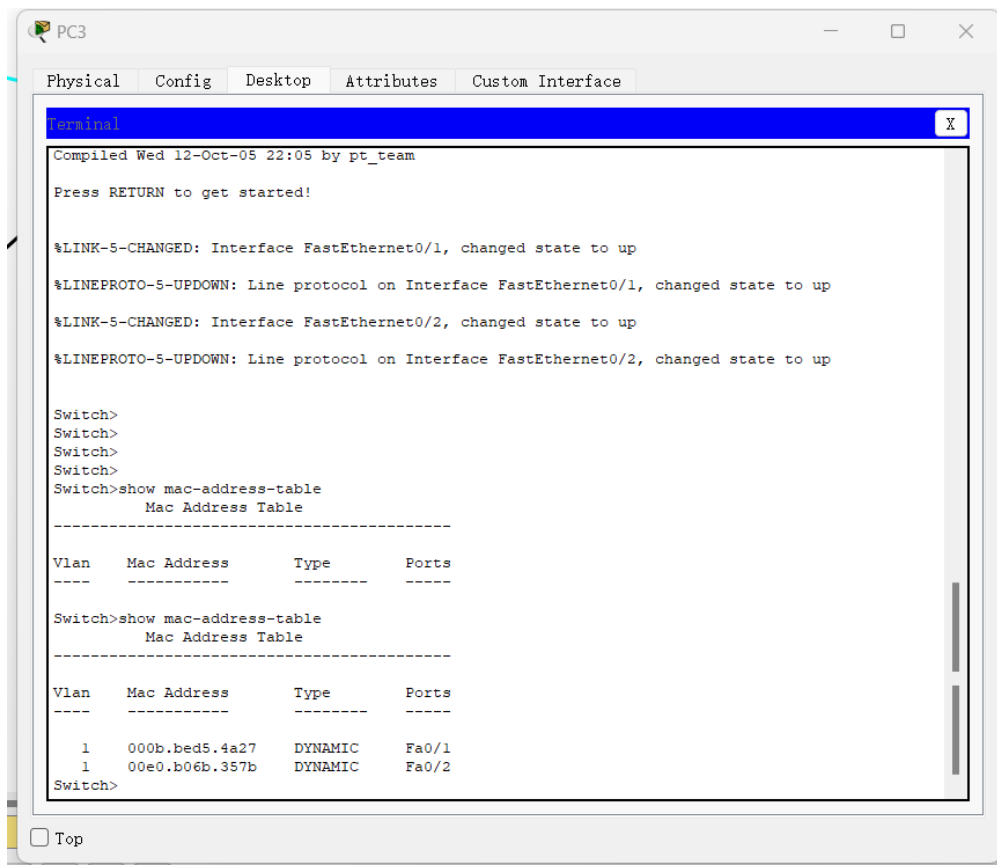 PC3
Physical Config Desktop Attributes Custom Interface
Terminal X
Compiled Wed 12-Oct-05 22:05 by pt_team
Press RETURN to get started!
%LINK-5-CHANGED: Interface FastEthernet0/1, changed state to up
%LINEPROTO-5-UPDOWN: Line protocol on Interface FastEthernet0/1, changed state to up
%LINK-5-CHANGED: Interface FastEthernet0/2, changed state to up
%LINEPROTO-5-UPDOWN: Line protocol on Interface FastEthernet0/2, changed state to up
Switch>
Switch>
Switch>
Switch>
Switch>show mac-address-table
Mac Address Table
-------------------------------------------
Vlan Mac Address Type Ports
---- ----------- -------- -----
Switch>show mac-address-table
Mac Address Table
-------------------------------------------
Vlan Mac Address Type Ports
---- ----------- -------- -----
1 000b.bed5.4a27 DYNAMIC Fa0/1
1 00e0.b06b.357b DYNAMIC Fa0/2
Switch>
Top